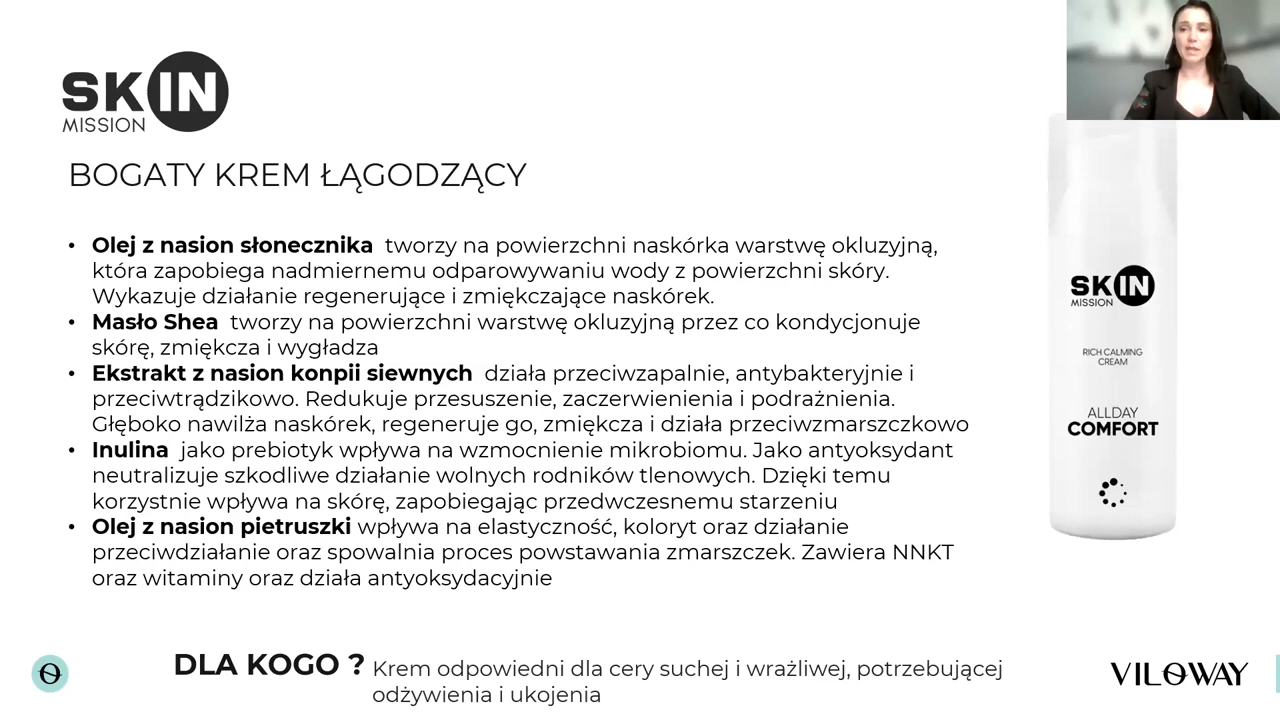 SKIN
MISSION
BOGATY KREM ŁĄGODZĄCY
• Olej z nasion słonecznika tworzy na powierzchni naskórka warstwę okluzyjną,
która zapobiega nadmiernemu odparowywaniu wody z powierzchni skóry.
Wykazuje działanie regenerujące i zmiękczające naskórek.
• Masło Shea tworzy na powierzchni warstwę okluzyjną przez co kondycjonuje
skórę, zmiękcza i wygładza
• Ekstrakt z nasion konpii siewnych działa przeciwzapalnie, antybakteryjnie i
przeciwtrądzikowo. Redukuje przesuszenie, zaczerwienienia i podrażnienia.
Głęboko nawilża naskórek, regeneruje go, zmiękcza i działa przeciwzmarszczkowo
• Inulina jako prebiotyk wpływa na wzmocnienie mikrobiomu. Jako antyoksydant
neutralizuje szkodliwe działanie wolnych rodników tlenowych. Dzięki temu
korzystnie wpływa na skórę, zapobiegając przedwczesnemu starzeniu
• Olej z nasion pietruszki wpływa na elastyczność, koloryt oraz działanie
przeciwdziałanie oraz spowalnia proces powstawania zmarszczek. Zawiera NNKT
oraz witaminy oraz działa antyoksydacyjnie
SKIN
MISSION
RICH CALMING
CREAM
ALLDAY
COMFORT
DLA KOGO ? Krem odpowiedni dla cery suchej i wrażliwej, potrzebującej
odżywienia i ukojenia
VILOWAY